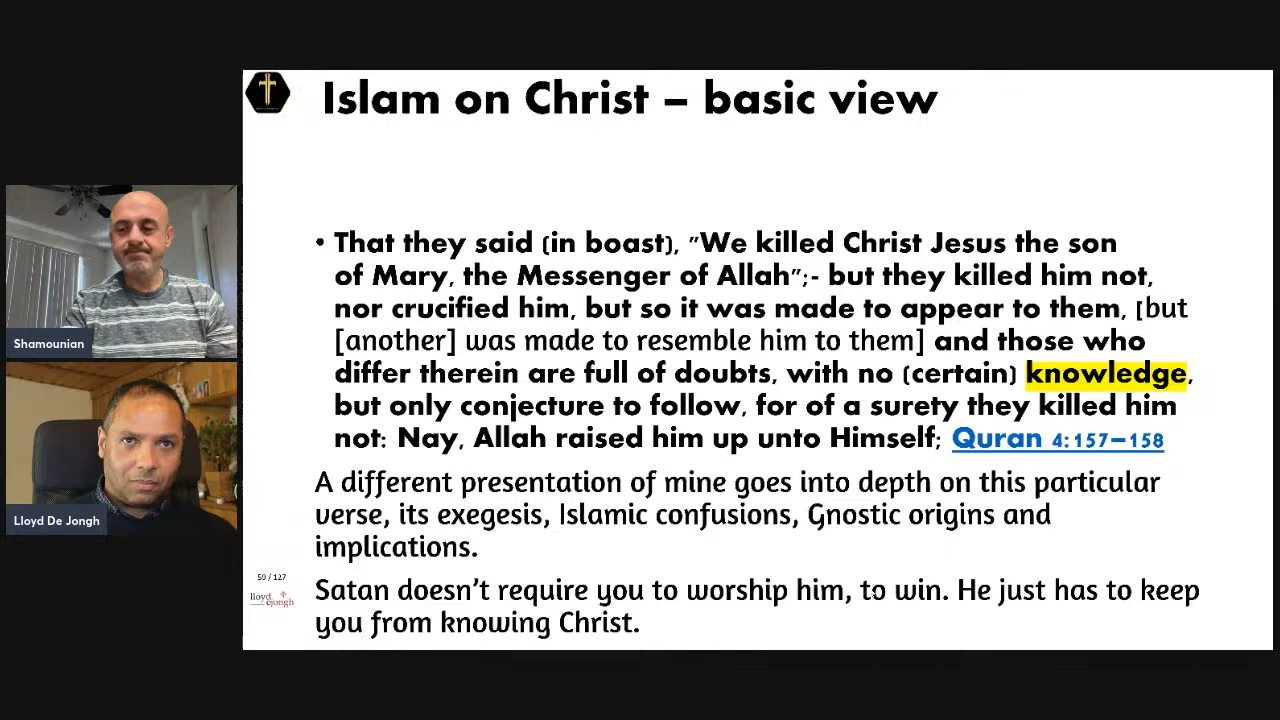 Islam on Christ – basic view
• That they said (in boast), "We killed Christ Jesus the son
of Mary, the Messenger of Allah";- but they killed him not,
nor crucified him, but so it was made to appear to them, [but
[another] was made to resemble him to them] and those who
differ therein are full of doubts, with no (certain) knowledge,
but only conjecture to follow, for of a surety they killed him
not: Nay, Allah raised him up unto Himself; Quran 4:157–158
A different presentation of mine goes into depth on this particular
verse, its exegesis, Islamic confusions, Gnostic origins and
implications.
Satan doesn't require you to worship him, to win. He just has to keep
you from knowing Christ.
59 / 127
lloyd
dejongh
Shamounian
Lloyd De Jongh